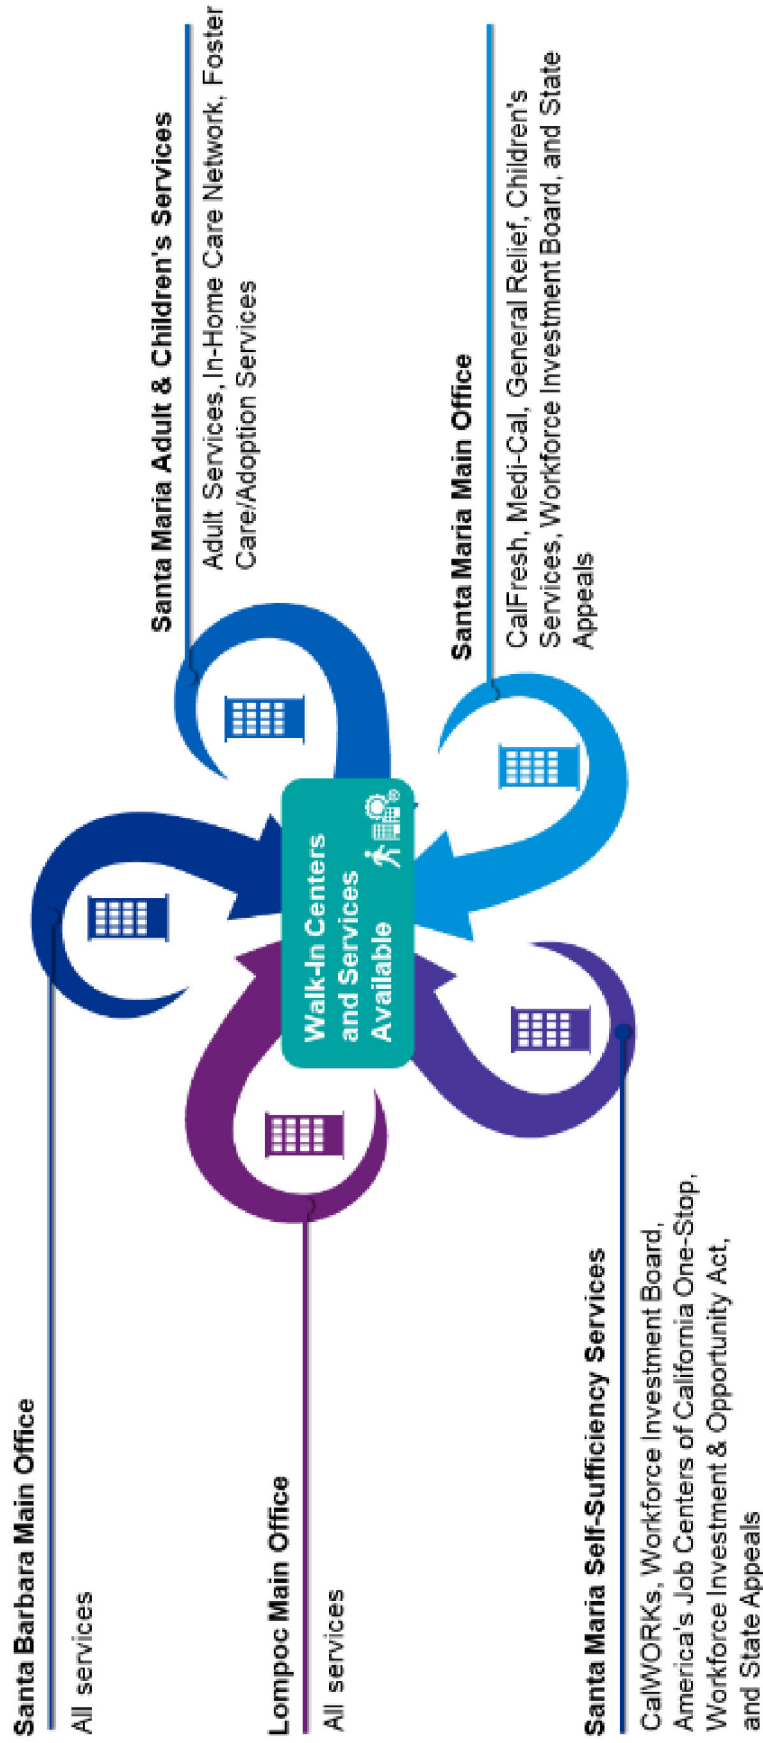 Santa Barbara Main Office
All services
Lompoc Main Office
All services
Santa Maria Self-Sufficiency Services
CalWORKs, Workforce Investment Board,
America's Job Centers of California One-Stop,
Workforce Investment & Opportunity Act,
and State Appeals
Walk-In Centers
and Services
Available
Santa Maria Adult & Children's Services
Adult Services, In-Home Care Network, Foster
Care/Adoption Services
Santa Maria Main Office
CalFresh, Medi-Cal, General Relief, Children's
Services, Workforce Investment Board, and State
Appeals